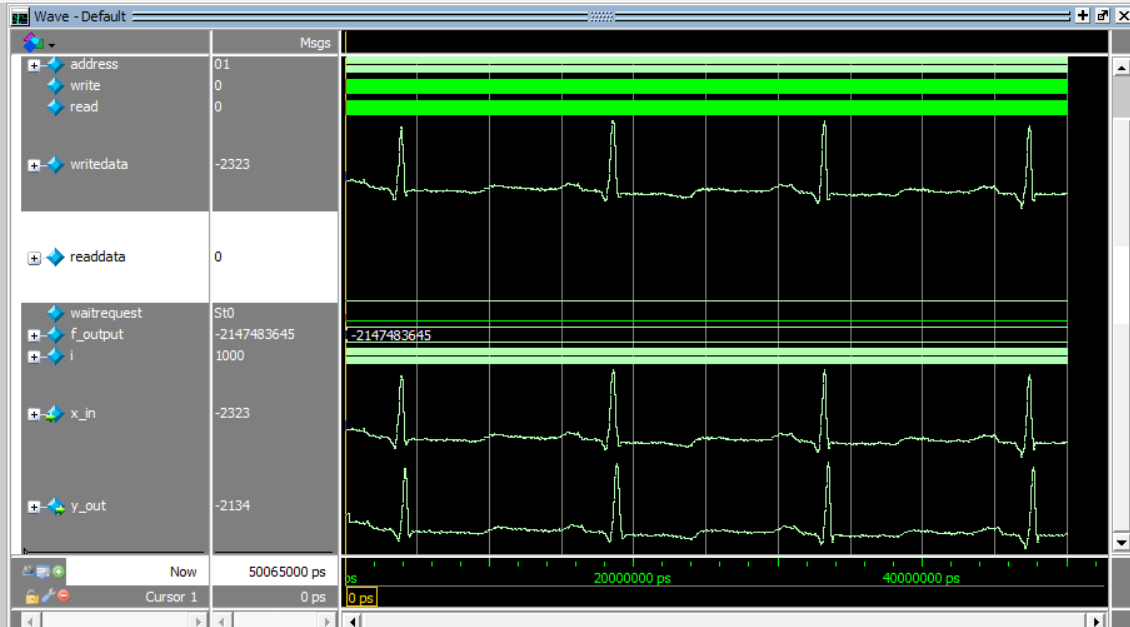 Wave - Default
Msgs
address 01
write 0
read 0
writedata -2323
readdata 0
waitrequest St0
f_output -2147483645 -2147483645
i 1000
x_in -2323
y_out -2134
Now 50065000 ps ps 20000000 ps 40000000 ps
Cursor 1 0 ps 0 ps